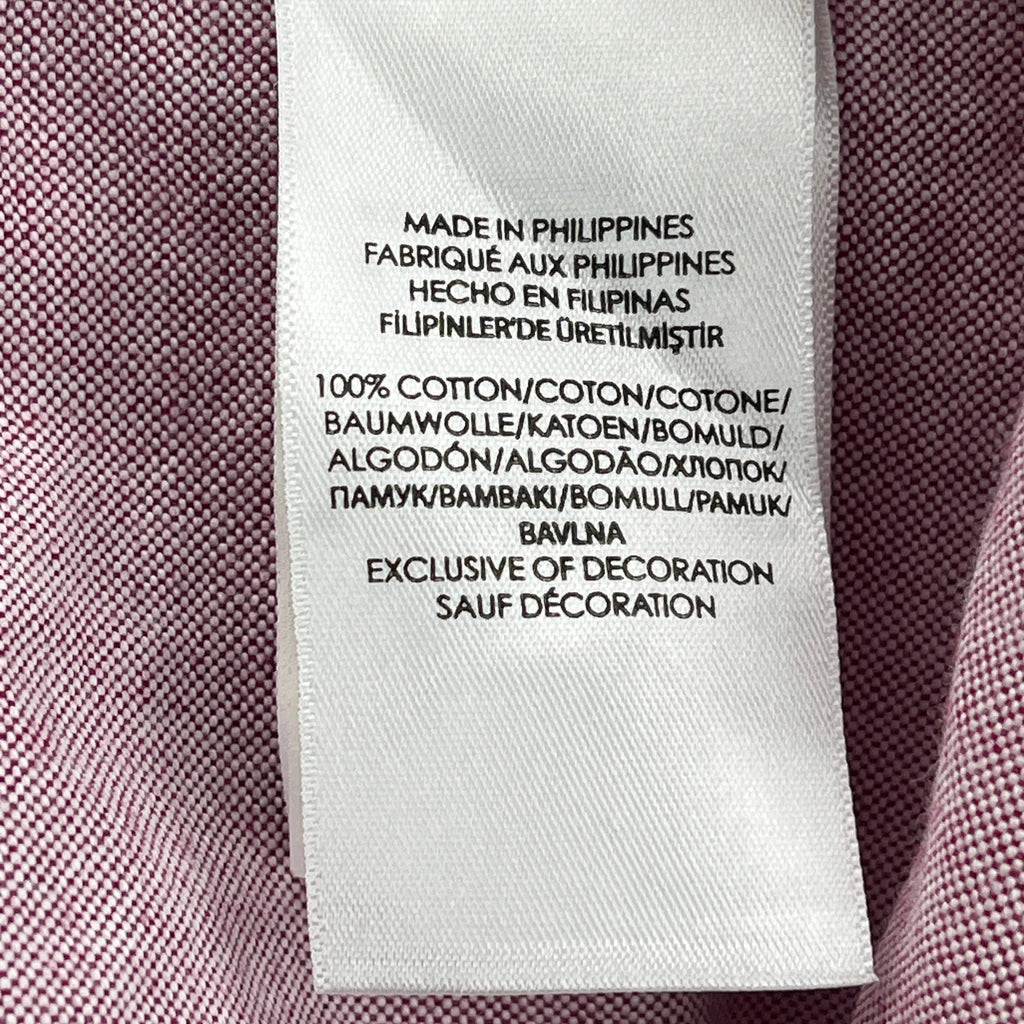 MADE IN PHILIPPINES
FABRIQUÉ AUX PHILIPPINES
HECHO EN FILIPINAS
FİLİPİNLER'DE ÜRETİLMİŞTİR
100% COTTON/COTON/COTONE/
BAUMWOLLE/KATOEN/BOMULD/
ALGODÓN/ALGODÃO/ХЛОПОК/
ПАМУК/BAMBAKI/BOMULL/PAMUK/
BAVLNA
EXCLUSIVE OF DECORATION
SAUF DÉCORATION